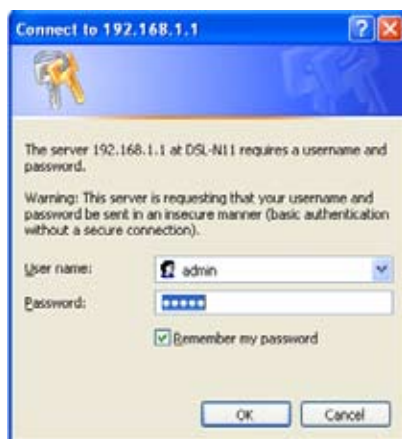 Connect to 192.168.1.1
The server 192.168.1.1 at DSL-N11 requires a username and
password.
Warning: This server is requesting that your username and
password be sent in an insecure manner (basic authentication
without a secure connection).
User name:
admin
Password:
•••••
Remember my password
OK
Cancel